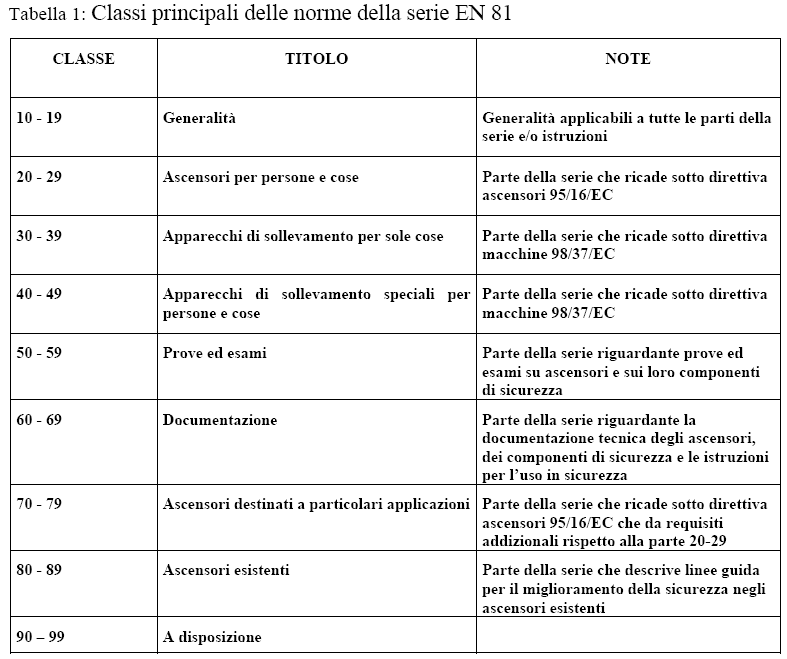 Tabella 1: Classi principali delle norme della serie EN 81
CLASSE TITOLO NOTE
10 - 19 Generalità Generalità applicabili a tutte le parti della
serie e/o istruzioni
20 - 29 Ascensori per persone e cose Parte della serie che ricade sotto direttiva
ascensori 95/16/EC
30 - 39 Apparecchi di sollevamento per sole cose Parte della serie che ricade sotto direttiva
macchine 98/37/EC
40 - 49 Apparecchi di sollevamento speciali per Parte della serie che ricade sotto direttiva
persone e cose macchine 98/37/EC
50 - 59 Prove ed esami Parte della serie riguardante prove ed
esami su ascensori e sui loro componenti
di sicurezza
60 - 69 Documentazione Parte della serie riguardante la
documentazione tecnica degli ascensori,
dei componenti di sicurezza e le istruzioni
per l'uso in sicurezza
70 - 79 Ascensori destinati a particolari applicazioni Parte della serie che ricade sotto direttiva
ascensori 95/16/EC che da requisiti
addizionali rispetto alla parte 20-29
80 - 89 Ascensori esistenti Parte della serie che descrive linee guida
per il miglioramento della sicurezza negli
ascensori esistenti
90 – 99 A disposizione